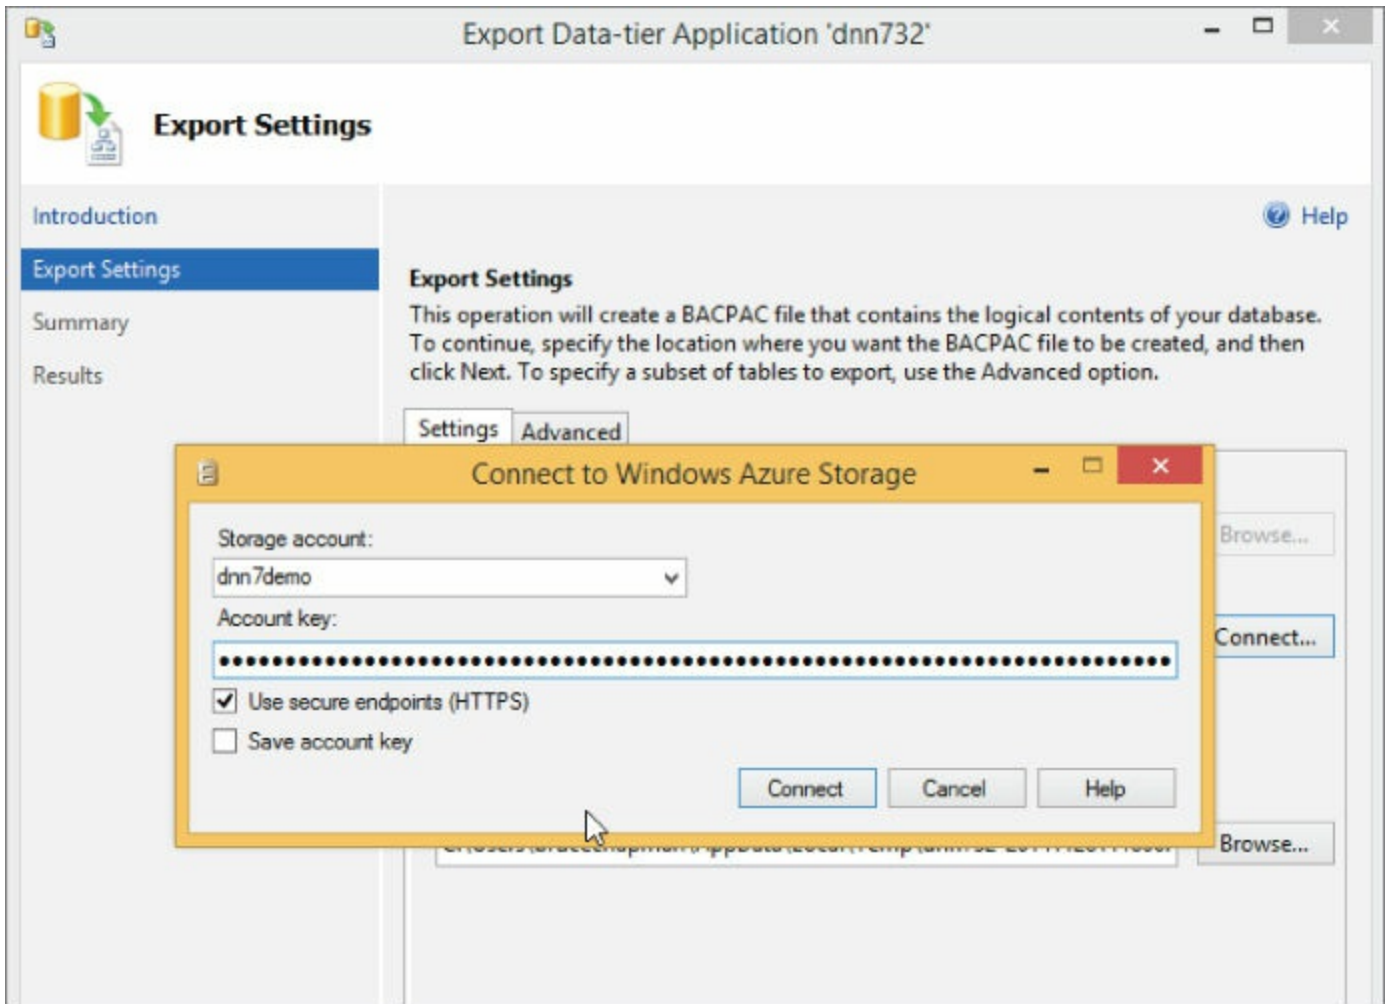 Export Data-tier Application 'dnn732'
Export Settings
Introduction
Export Settings
Summary
Results
Help
Export Settings
This operation will create a BACPAC file that contains the logical contents of your database.
To continue, specify the location where you want the BACPAC file to be created, and then
click Next. To specify a subset of tables to export, use the Advanced option.
Settings
Advanced
Connect to Windows Azure Storage
Storage account:
dnn7demo
Account key:
Use secure endpoints (HTTPS)
Save account key
Connect
Cancel
Help
Browse...
Connect...
Browse...